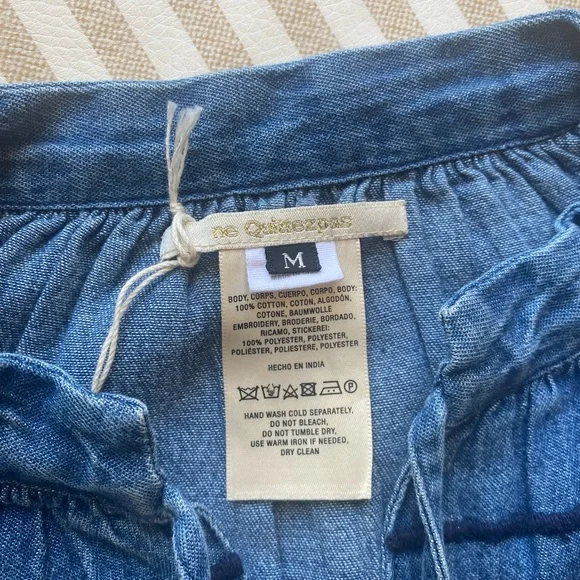 ne Quittezpas
M
BODY, CORPS, CUERPO, CORPO, BODY:
100% COTTON, COTON, ALGODÓN,
COTONE, BAUMWOLLE
EMBROIDERY, BRODERIE, BORDADO,
RICAMO, STICKEREI:
100% POLYESTER, POLYESTER,
POLIÉSTER, POLIESTERE, POLYESTER
HECHO EN INDIA
P
HAND WASH COLD SEPARATELY.
DO NOT BLEACH,
DO NOT TUMBLE DRY,
USE WARM IRON IF NEEDED,
DRY CLEAN